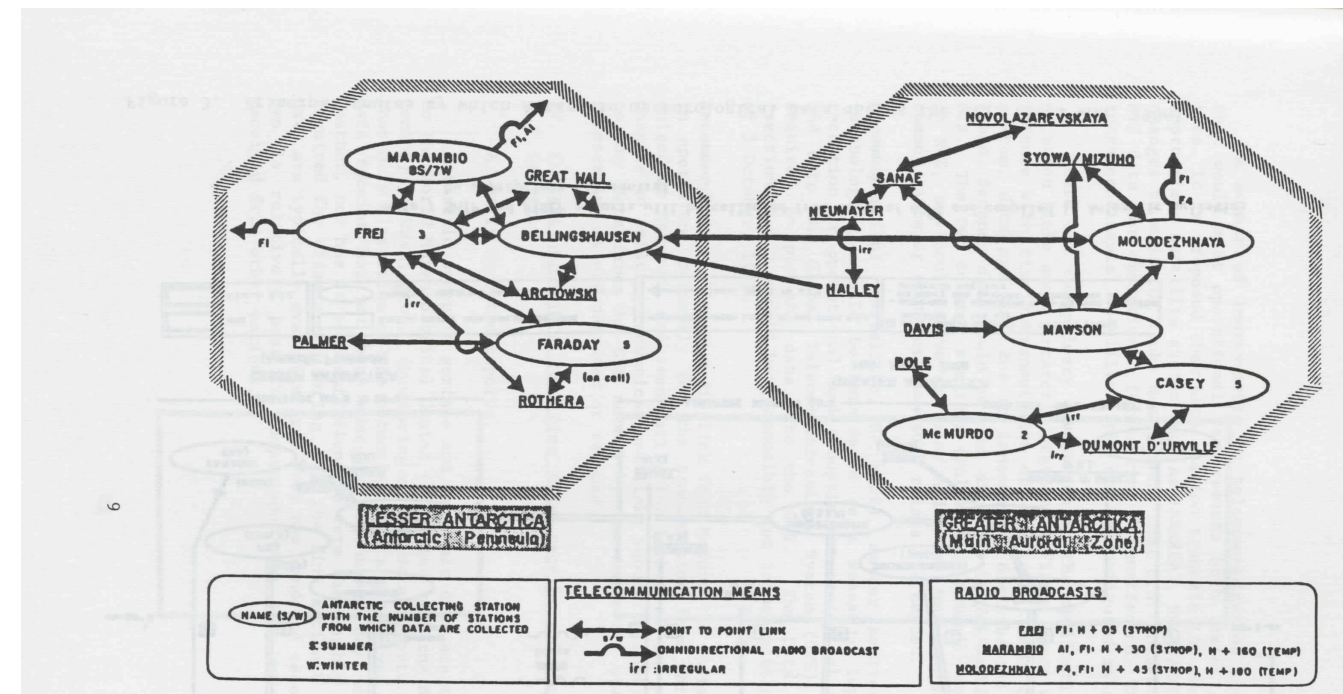 MARAMBIO
8S/7W
F1, A1
GREAT WALL
FREI 3
F1
BELLINGSHAUSEN
ARCTOWSKI
irr
PALMER
FARADAY 5
(on call)
ROTHERA
NOVOLAZAREVSKAYA
SYOWA/MIZUHO
SANAE
NEUMAYER
irr
HALLEY
F1
F4
MOLODEZHNAYA
DAVIS
MAWSON
POLE
CASEY 5
McMURDO 2
irr
irr
DUMONT D'URVILLE
LESSER ANTARCTICA
(Antarctic Peninsula)
GREATER ANTARCTICA
(Main Auroral Zone)
NAME (S/W)
ANTARCTIC COLLECTING STATION
WITH THE NUMBER OF STATIONS
FROM WHICH DATA ARE COLLECTED
S:SUMMER
W:WINTER
TELECOMMUNICATION MEANS
POINT TO POINT LINK
s/w
OMNIDIRECTIONAL RADIO BROADCAST
irr :IRREGULAR
RADIO BROADCASTS
FREI F1: H + 05 (SYNOP)
MARAMBIO A1, F1: H + 30 (SYNOP), H + 160 (TEMP)
MOLODEZHNAYA F4, F1: H + 45 (SYNOP), H + 180 (TEMP)